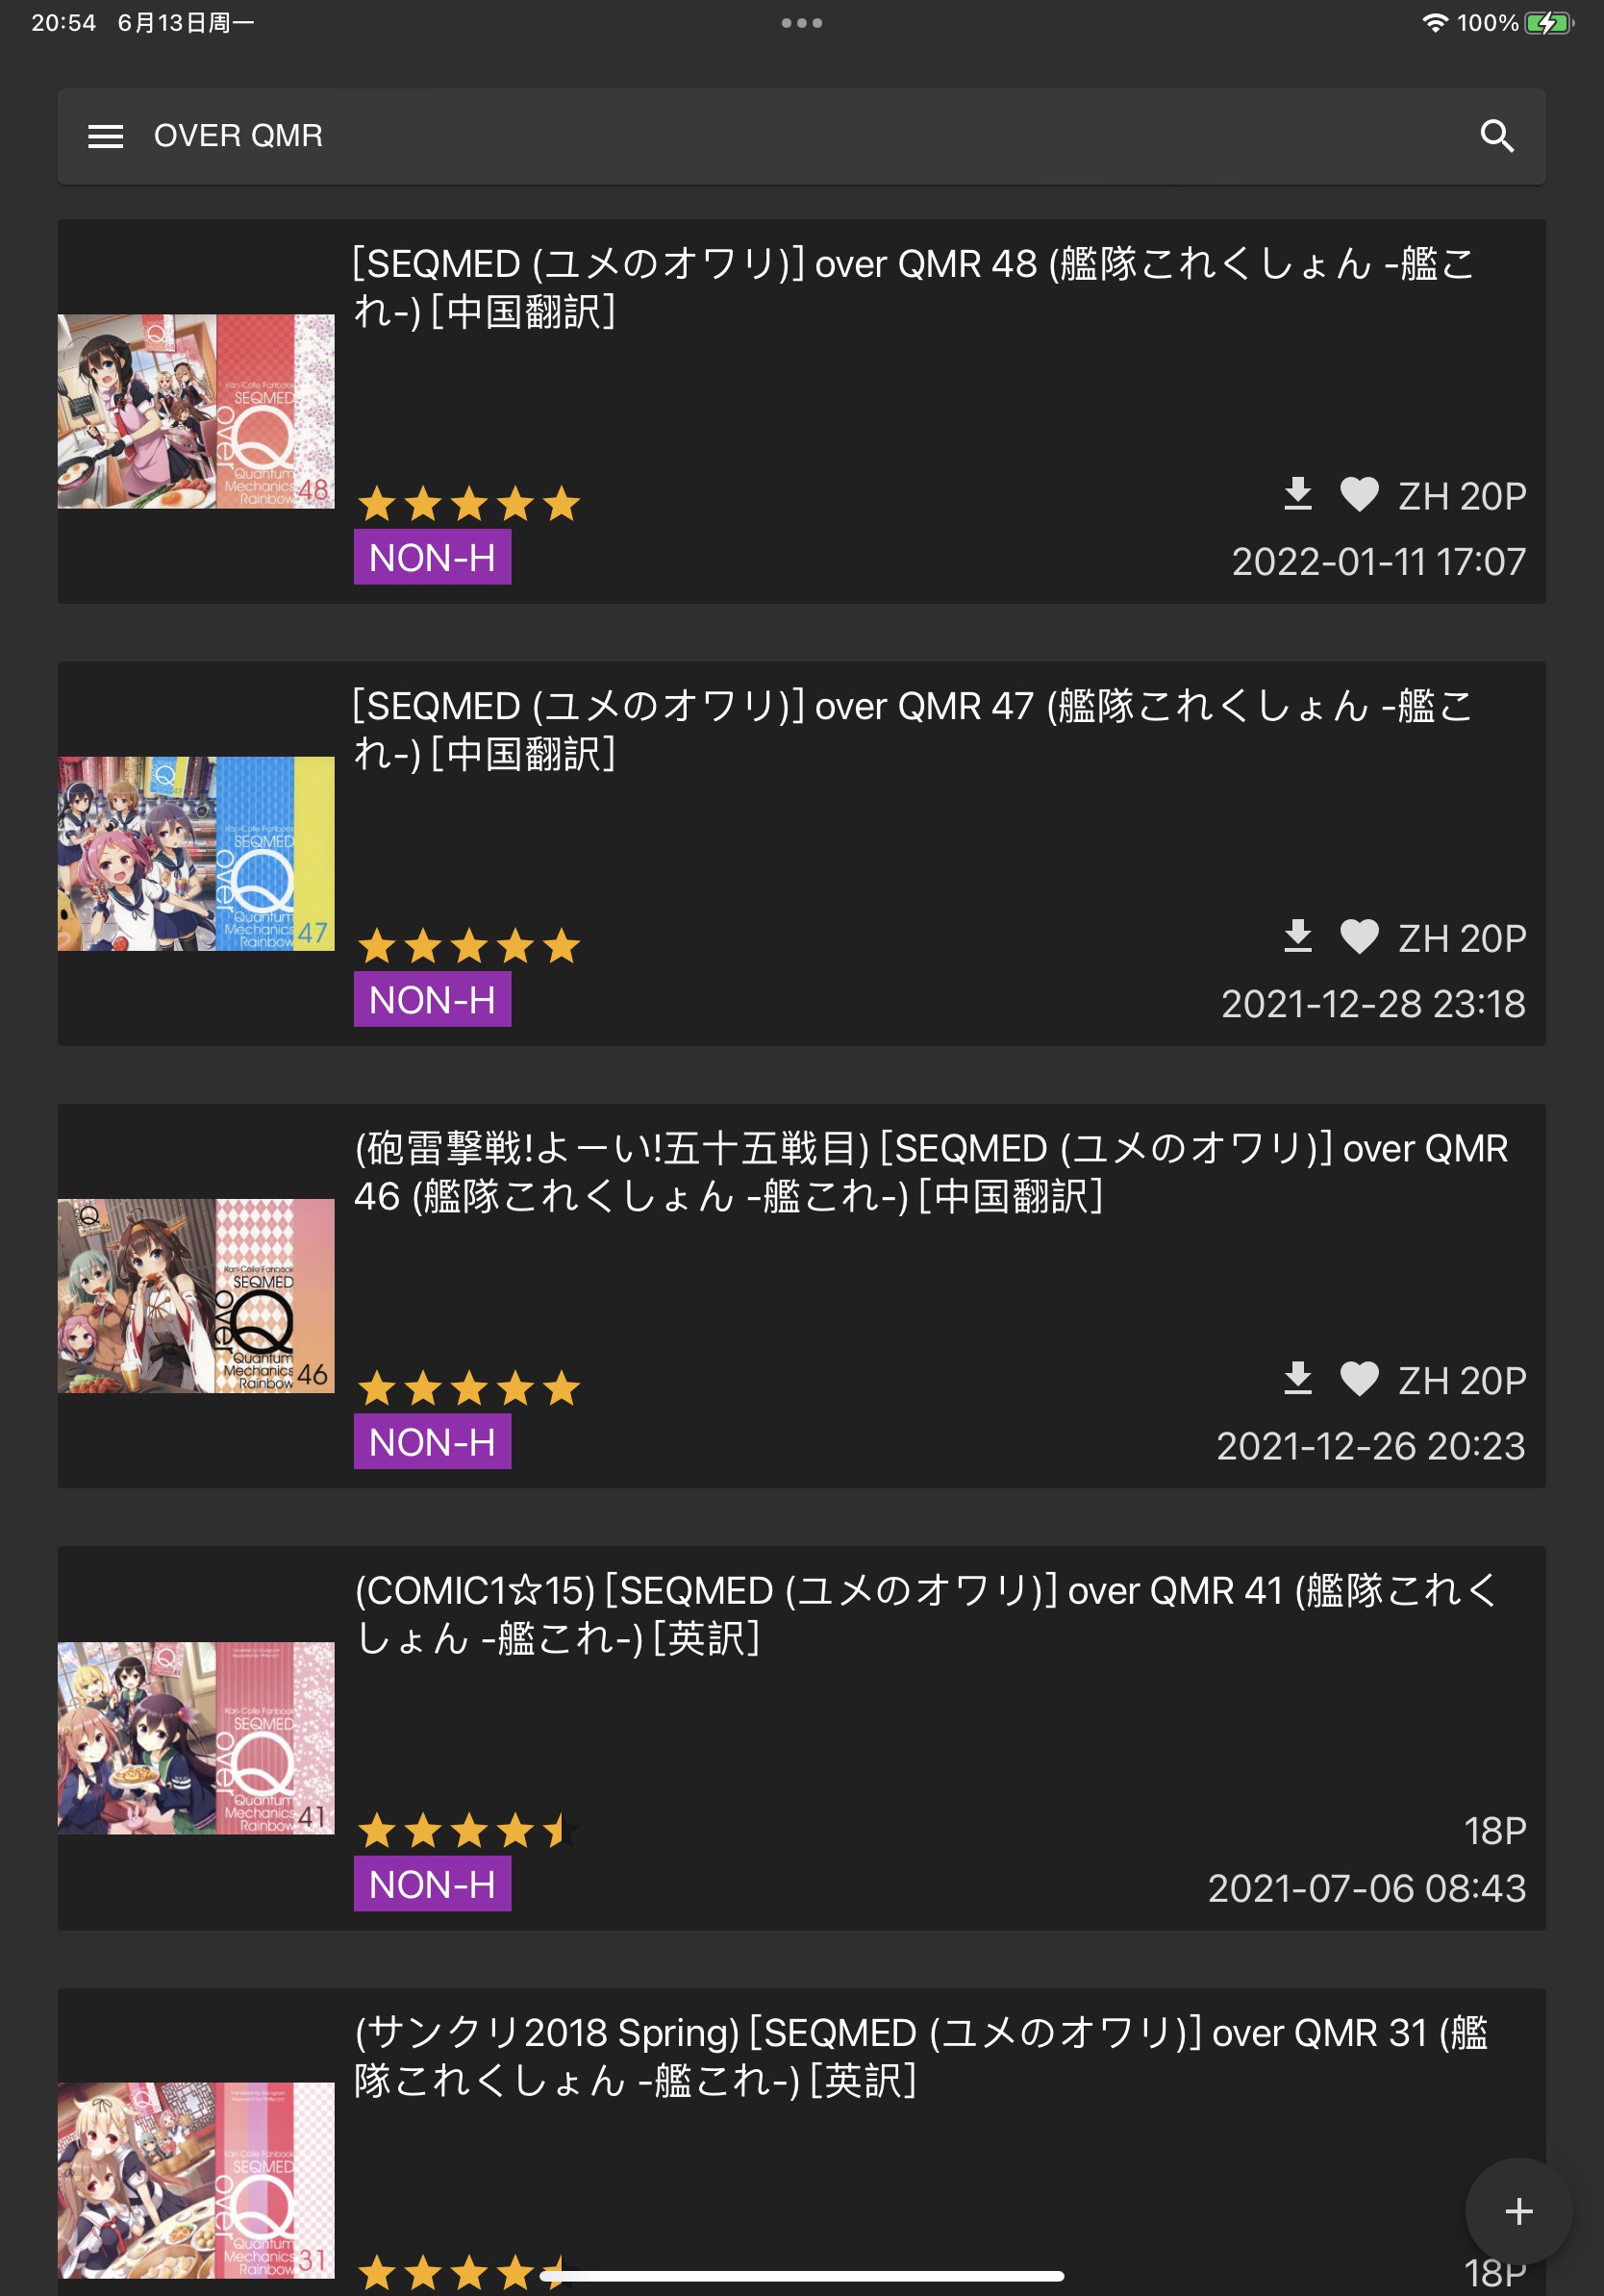 20:54 6月13日周一
100%
OVER QMR
[SEQMED (ユメのオワリ)] over QMR 48 (艦隊これくしょん -艦こ
れ-) [中国翻訳]
Kan-Colle Fanbook
SEQMED
over
Q
Quantum
Mechanics
Rainbow 48
ZH 20P
NON-H
2022-01-11 17:07
[SEQMED (ユメのオワリ)] over QMR 47 (艦隊これくしょん -艦こ
れ-) [中国翻訳]
Kan-Colle Fanbook
SEQMED
over
Q
Quantum
Mechanics
Rainbow 47
ZH 20P
NON-H
2021-12-28 23:18
(砲雷撃戦!よーい!五十五戦目) [SEQMED (ユメのオワリ)] over QMR
46 (艦隊これくしょん -艦これ-) [中国翻訳]
Kan-Colle Fanbook
SEQMED
over
Q
Quantum
Mechanics
Rainbow 46
ZH 20P
NON-H
2021-12-26 20:23
(COMIC1☆15) [SEQMED (ユメのオワリ)] over QMR 41 (艦隊これく
しょん -艦これ-) [英訳]
Kan-Colle Fanbook
SEQMED
over
Q
Quantum
Mechanics
Rainbow 41
18P
NON-H
2021-07-06 08:43
(サンクリ2018 Spring) [SEQMED (ユメのオワリ)] over QMR 31 (艦
隊これくしょん -艦これ-) [英訳]
Kan-Colle Fanbook
SEQMED
over
Q
Quantum
Mechanics
Rainbow 31
18P